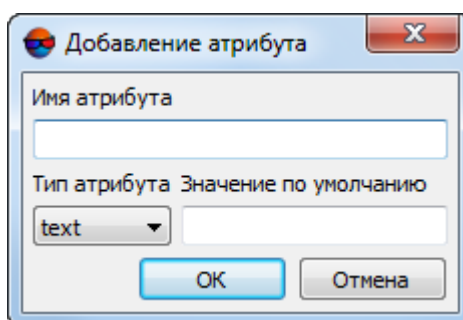 Добавление атрибута
Имя атрибута
Тип атрибута Значение по умолчанию
text
OK Отмена